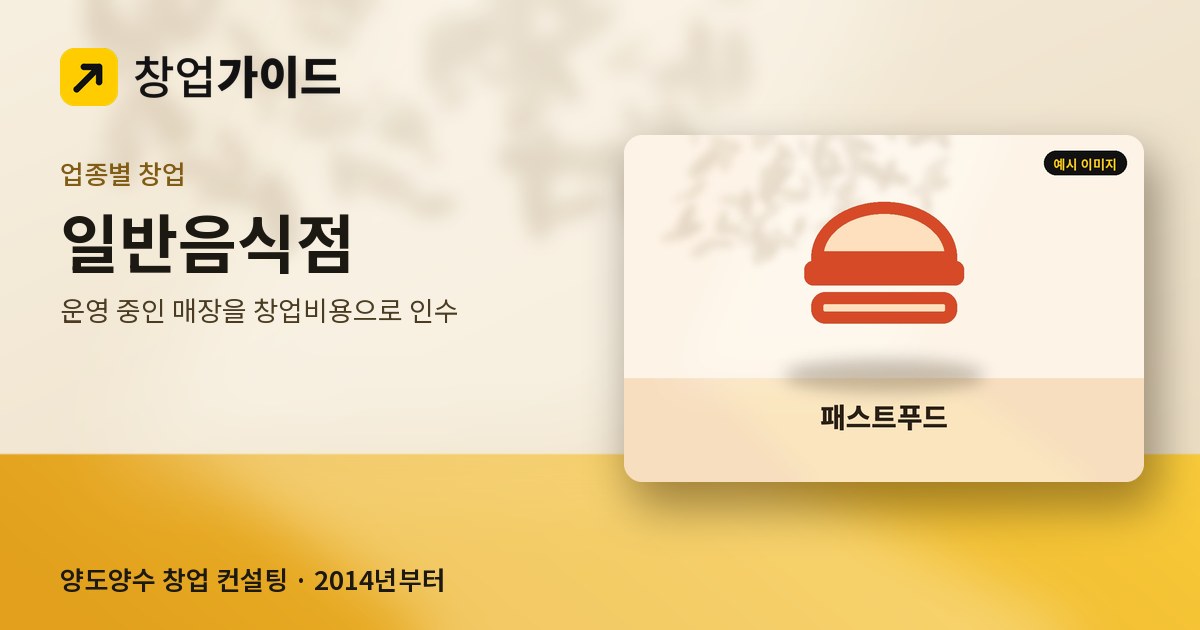 창업가이드
업종별 창업
일반음식점
운영 중인 매장을 창업비용으로 인수
예시 이미지
패스트푸드
양도양수 창업 컨설팅 · 2014년부터